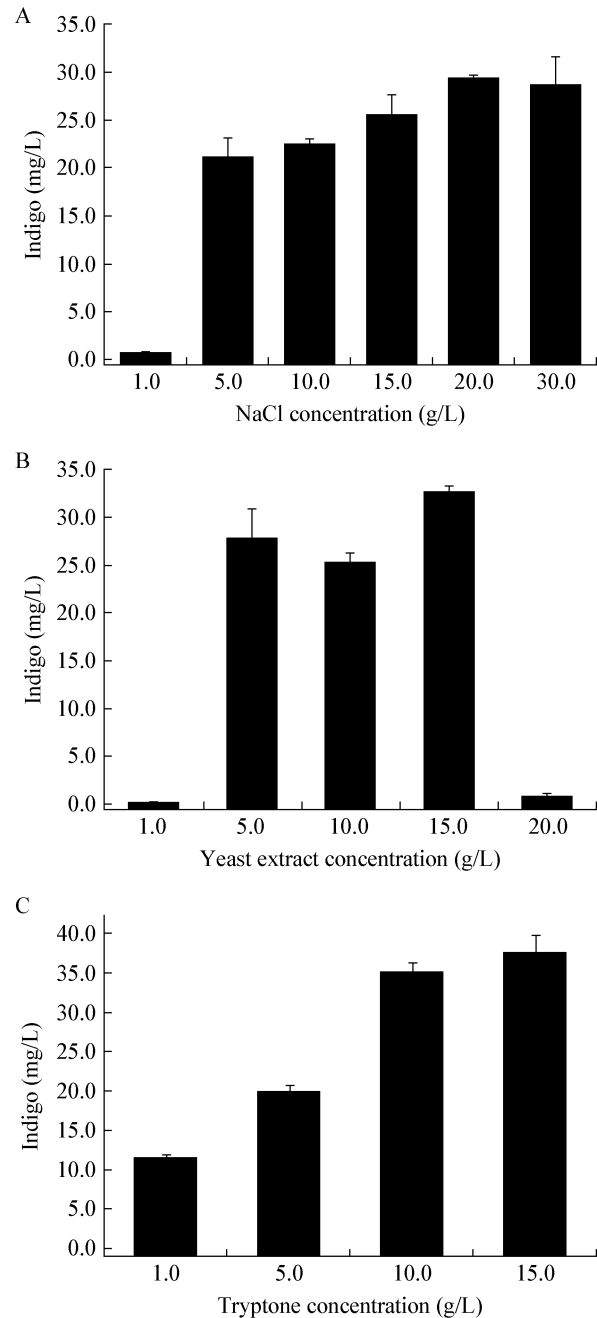 A
35.0
30.0
25.0
20.0
15.0
10.0
5.0
0.0
Indigo (mg/L)
1.0 5.0 10.0 15.0 20.0 30.0
NaCl concentration (g/L)
B
35.0
30.0
25.0
20.0
15.0
10.0
5.0
0.0
Indigo (mg/L)
1.0 5.0 10.0 15.0 20.0
Yeast extract concentration (g/L)
C
40.0
35.0
30.0
25.0
20.0
15.0
10.0
5.0
0.0
Indigo (mg/L)
1.0 5.0 10.0 15.0
Tryptone concentration (g/L)